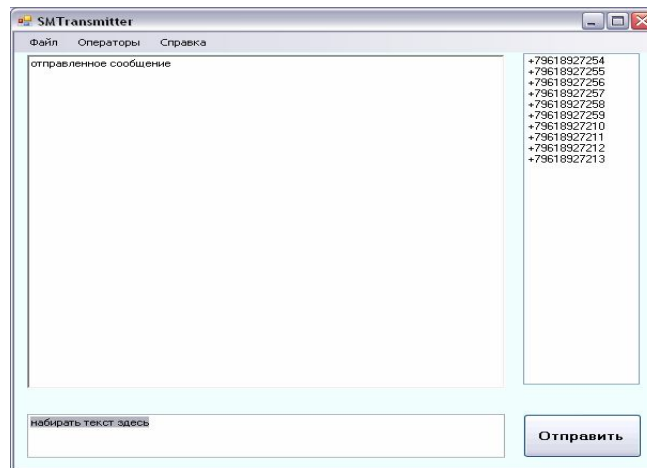 SMTransmitter
Файл Операторы Справка
отправленное сообщение
+79618927254
+79618927255
+79618927256
+79618927257
+79618927258
+79618927259
+79618927210
+79618927211
+79618927212
+79618927213
набирать текст здесь
Отправить